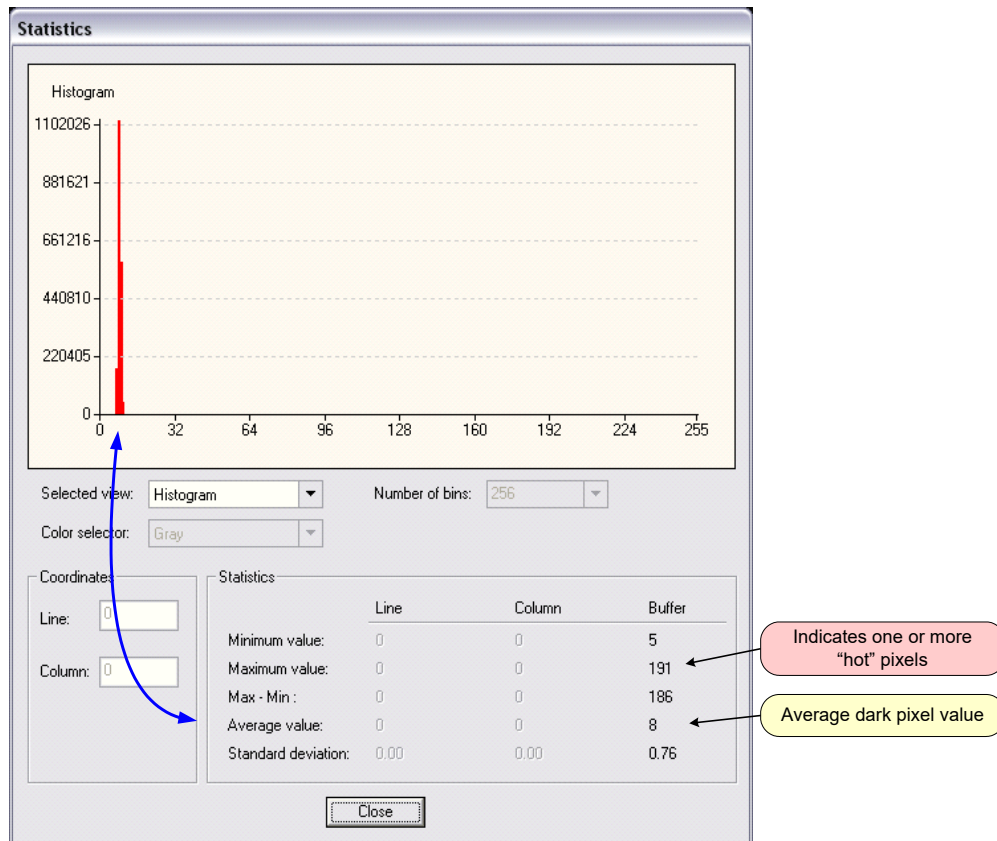 Statistics
Histogram
1102026
881621
661216
440810
220405
0
0 32 64 96 128 160 192 224 255
Selected view: Histogram Number of bins: 256
Color selector: Gray
Coordinates
Line: 0
Column: 0
Statistics
Line Column Buffer
Minimum value: 0 0 5
Maximum value: 0 0 191
Max - Min : 0 0 186
Average value: 0 0 8
Standard deviation: 0.00 0.00 0.76
Indicates one or more
“hot” pixels
Average dark pixel value
Close